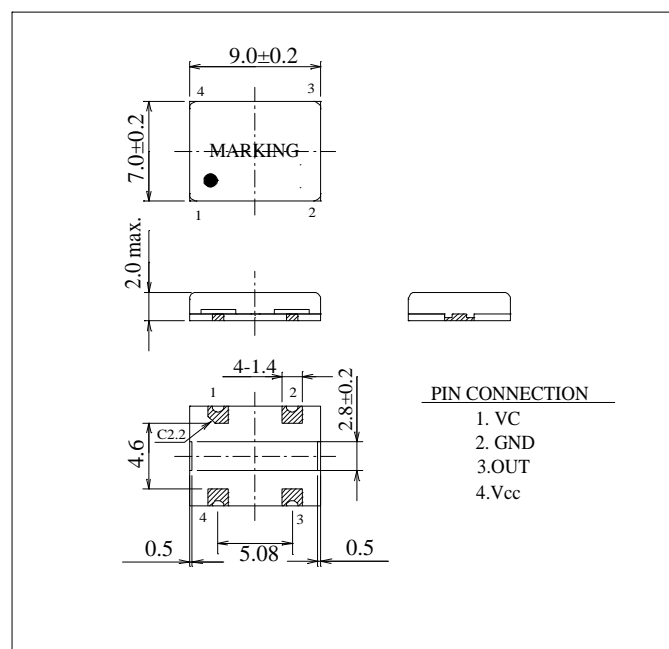 9.0±0.2
4 3
7.0±0.2
MARKING
1 2
2.0 max.
4-1.4
1 2
2.8±0.2
C2.2
4.6
4 3
0.5 5.08 0.5
PIN CONNECTION
1. VC
2. GND
3.OUT
4.Vcc